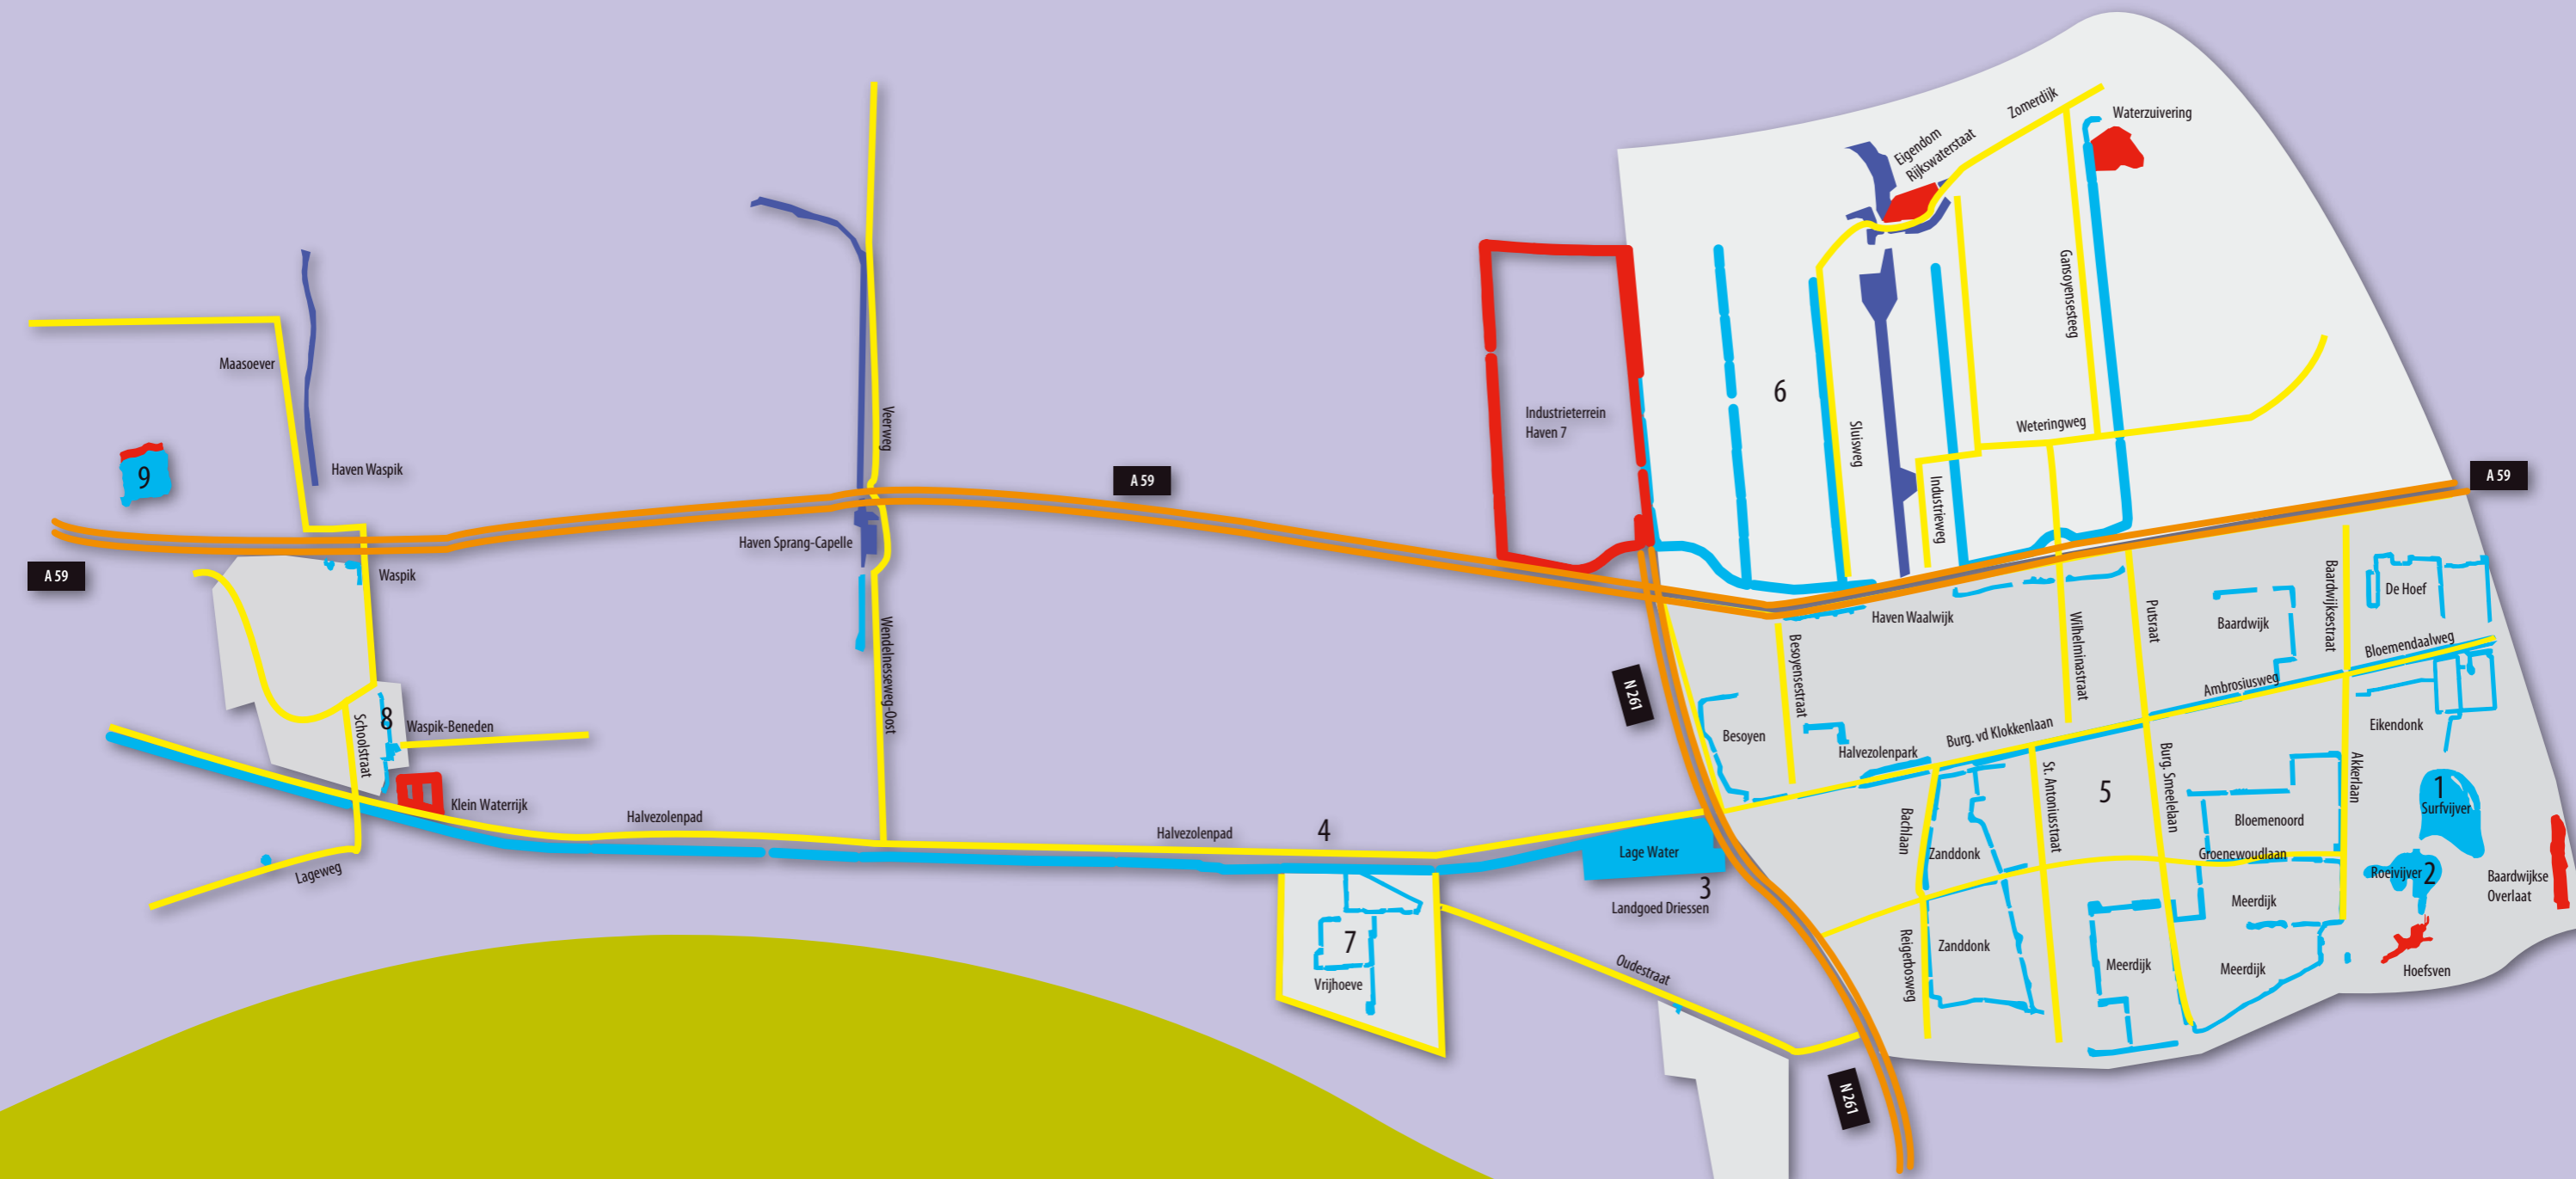 Maasoever
9
Haven Waspik
A 59
Waspik
8
Schoolstraat
Waspik-Beneden
Klein Waterrijk
Lageweg
Halvezolenpad
Veerweg
Haven Sprang-Capelle
Wendelnesseweg-Oost
A 59
Halvezolenpad
4
7
Vrijhoeve
Industrieterrein
Haven 7
6
Sluisweg
Industrieweg
Eigendom
Rijkswaterstaat
Zomerdijk
Waterzuivering
Gansoyensesteeg
Weteringweg
A 59
N 261
Haven Waalwijk
Besoyensestraat
Besoyen
Halvezolenpark
Burg. vd Klokkenlaan
Wilhelminastraat
Putsraat
Baardwijk
Ambrosiusweg
Baardwijksestraat
De Hoef
Bloemendaalweg
Eikendonk
Akkerlaan
1
Surfvijver
Roeivijver
2
Baardwijkse
Overlaat
Hoefsven
Lage Water
3
Landgoed Driessen
Oudestraat
N 261
Bachlaan
Zanddonk
Reigerbosweg
Zanddonk
St. Antoniusstraat
5
Burg. Smeelelaan
Bloemenoord
Groenewoudlaan
Meerdijk
Meerdijk
Meerdijk